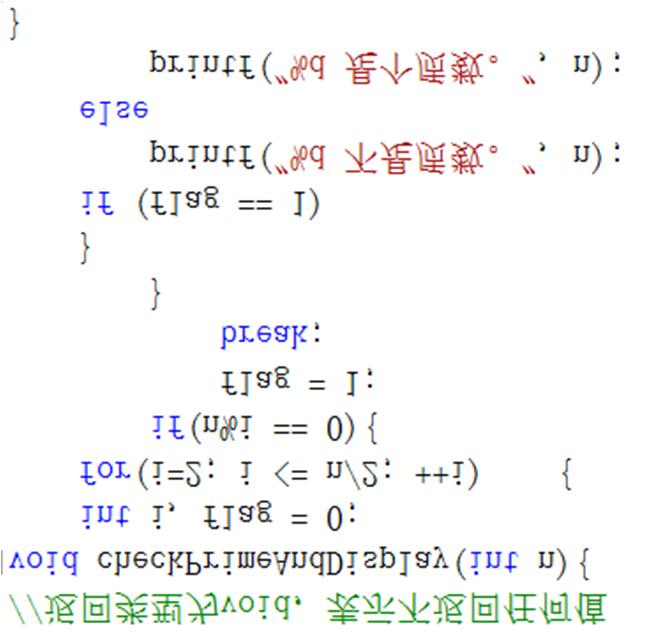 //返回类型为void，表示不返回任何值
void checkPrimeAndDisplay(int n){
    int i, flag = 0;
    for(i=2; i <= n/2; ++i)    {
        if(n%i == 0){
            flag = 1;
            break;
        }
    }
    if (flag == 1)
        printf("%d 不是质数。", n);
    else
        printf("%d 是个质数。", n);
}